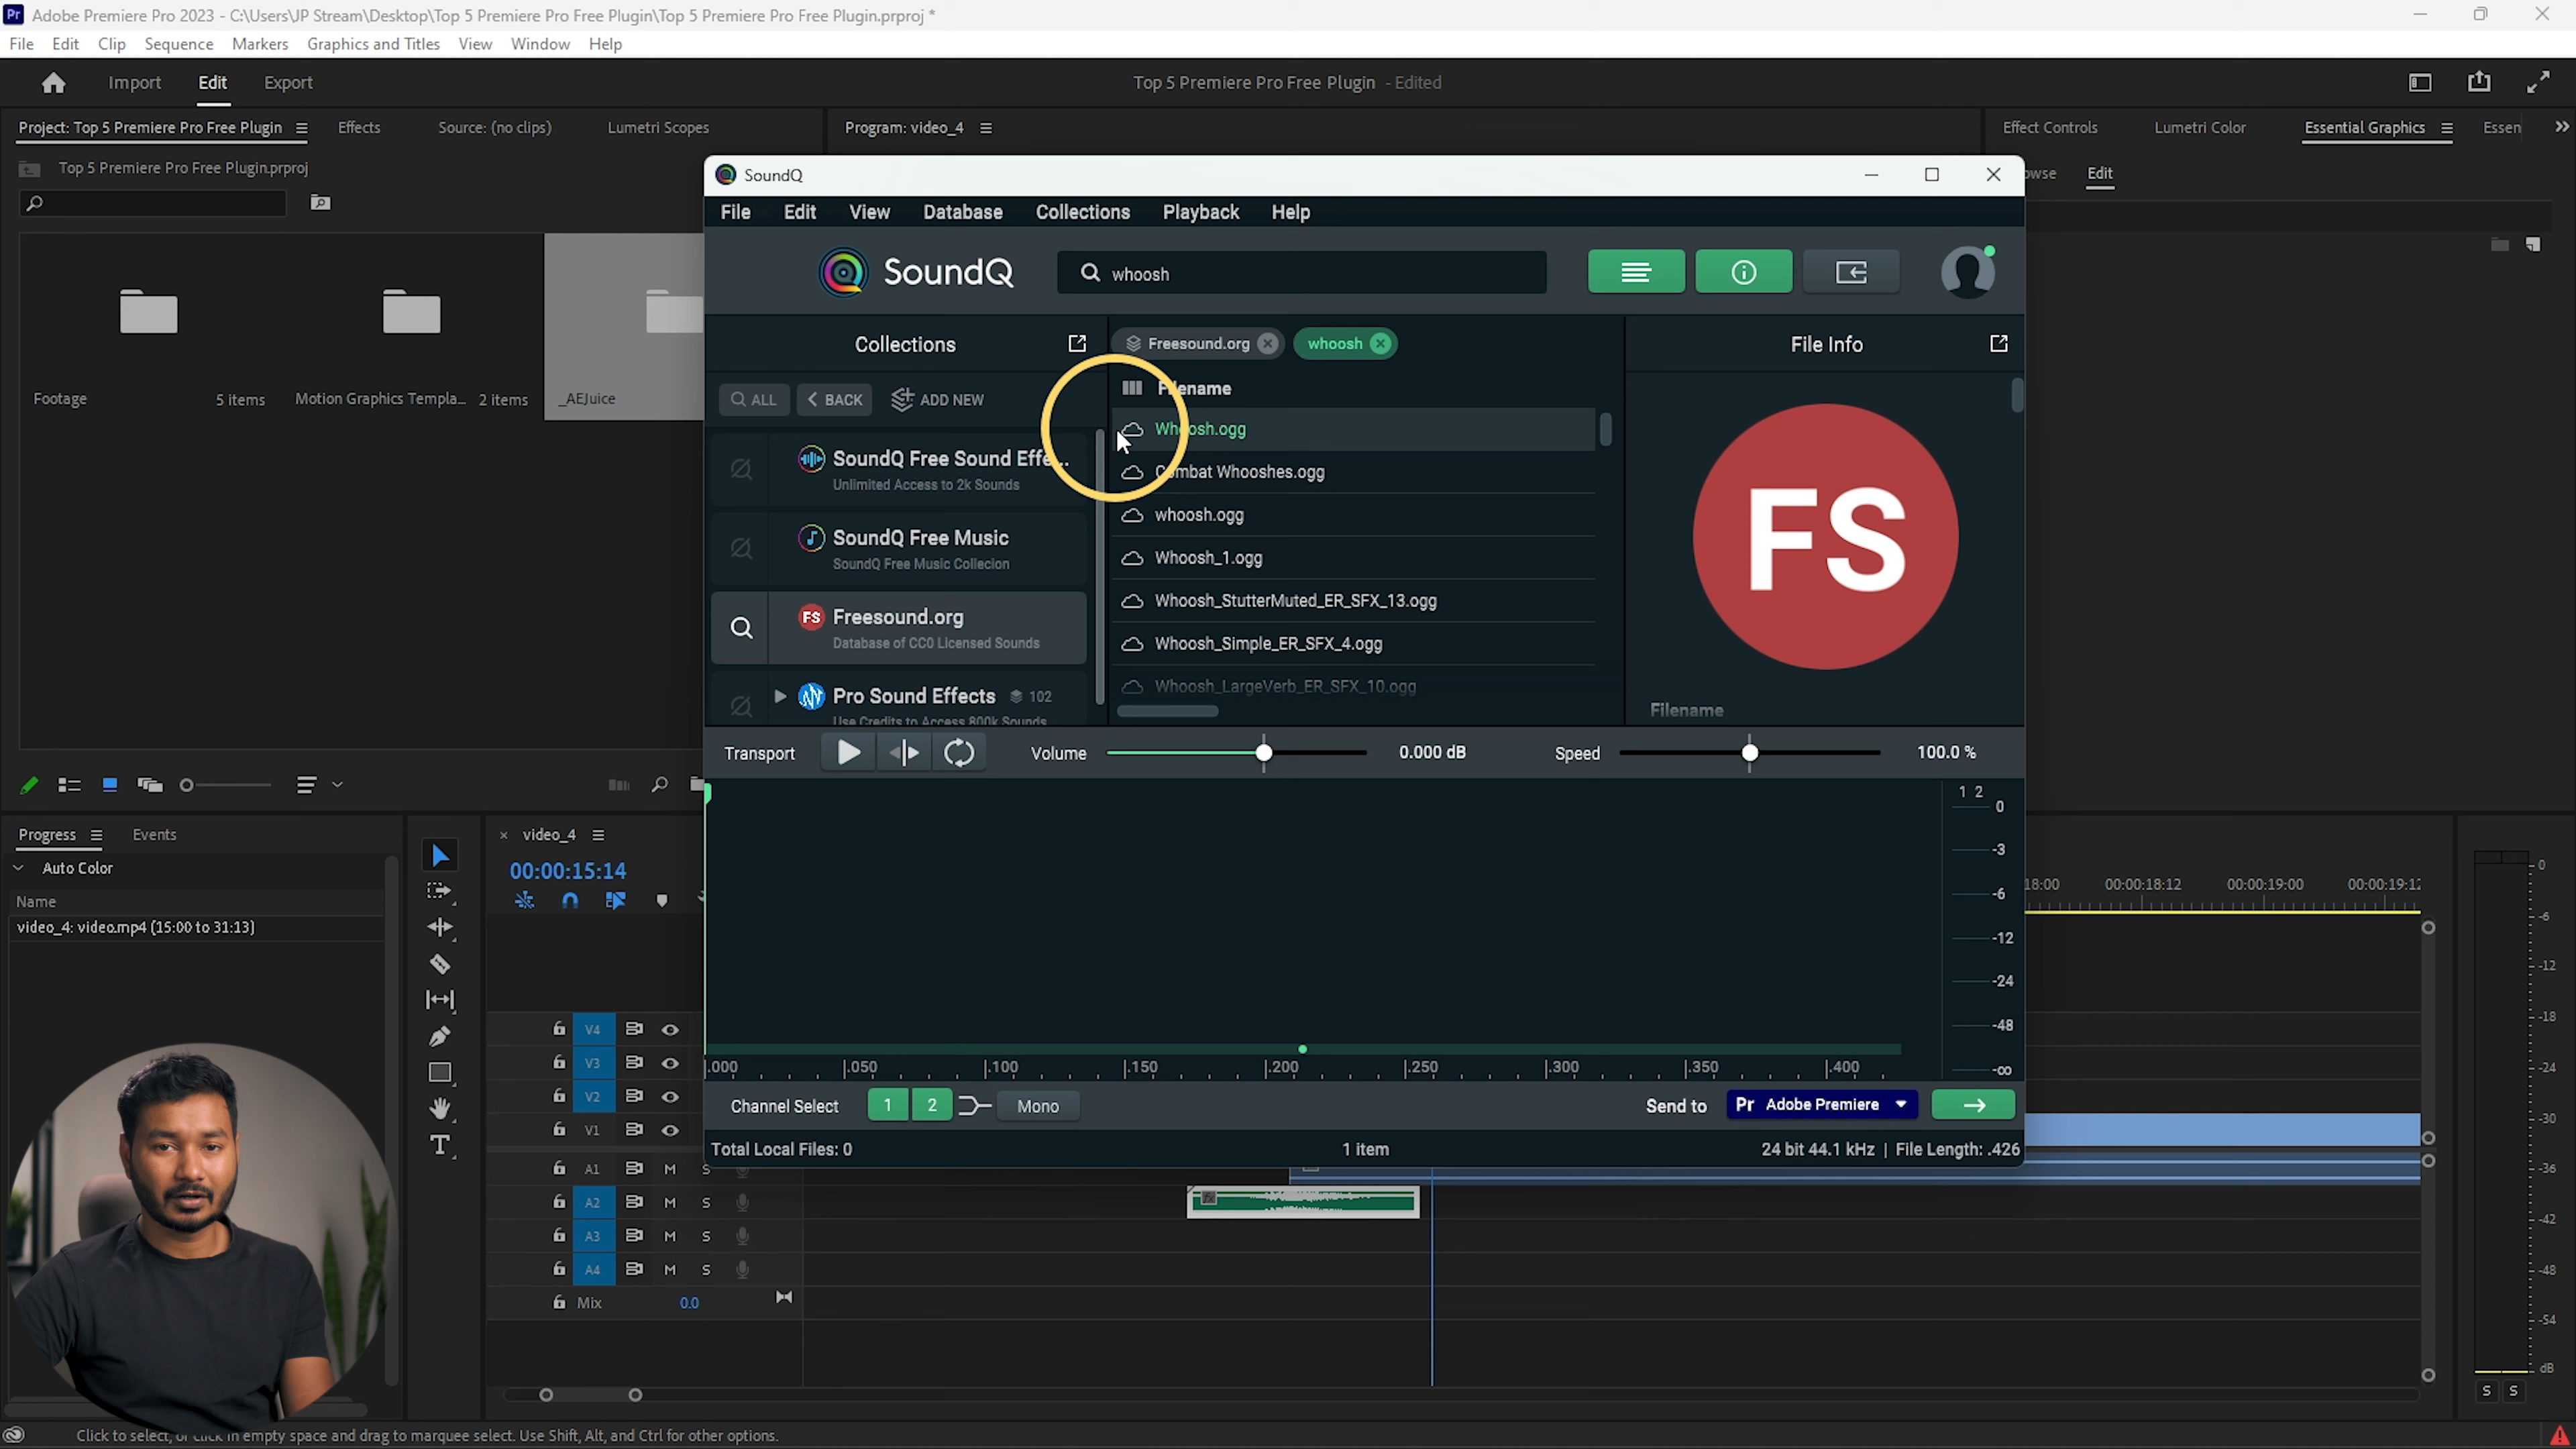 Pr Adobe Premiere Pro 2023 - C:\Users\JP Stream\Desktop\Top 5 Premiere Pro Free Plugin\Top 5 Premiere Pro Free Plugin.prproj *
File Edit Clip Sequence Markers Graphics and Titles View Window Help
Import Edit Export
Top 5 Premiere Pro Free Plugin - Edited
Project: Top 5 Premiere Pro Free Plugin Effects Source: (no clips) Lumetri Scopes
Program: video_4
Effect Controls Lumetri Color Essential Graphics Essen
Top 5 Premiere Pro Free Plugin.prproj
owse Edit
Footage 5 items
Motion Graphics Templa... 2 items
_AEJuice
SoundQ
File Edit View Database Collections Playback Help
SoundQ
whoosh
Collections
Freesound.org whoosh
File Info
ALL BACK ADD NEW
SoundQ Free Sound Effe...
Unlimited Access to 2k Sounds
SoundQ Free Music
SoundQ Free Music Collecion
FS Freesound.org
Database of CC0 Licensed Sounds
Pro Sound Effects 102
Use Credits to Access 800k Sounds
Filename
Whoosh.ogg
Combat Whooshes.ogg
whoosh.ogg
Whoosh_1.ogg
Whoosh_StutterMuted_ER_SFX_13.ogg
Whoosh_Simple_ER_SFX_4.ogg
Whoosh_LargeVerb_ER_SFX_10.ogg
FS
Filename
Transport Volume 0.000 dB Speed 100.0 %
1 2
0
-3
-6
-12
-24
-48
-∞
.000 .050 .100 .150 .200 .250 .300 .350 .400
Channel Select 1 2 Mono
Send to Pr Adobe Premiere
Total Local Files: 0 1 item 24 bit 44.1 kHz | File Length: .426
Progress Events
Auto Color
Name
video_4: video.mp4 (15:00 to 31:13)
T
video_4
00:00:15:14
18:00 00:00:18:12 00:00:19:00 00:00:19:12
V4
V3
V2
V1
A1 M S
A2 M S
fx
A3 M S
A4 M S
Mix 0.0
0
-6
-12
-18
-24
-30
-36
-42
-48
-54
dB
S S
Click to select, or click in empty space and drag to marquee select. Use Shift, Alt, and Ctrl for other options.